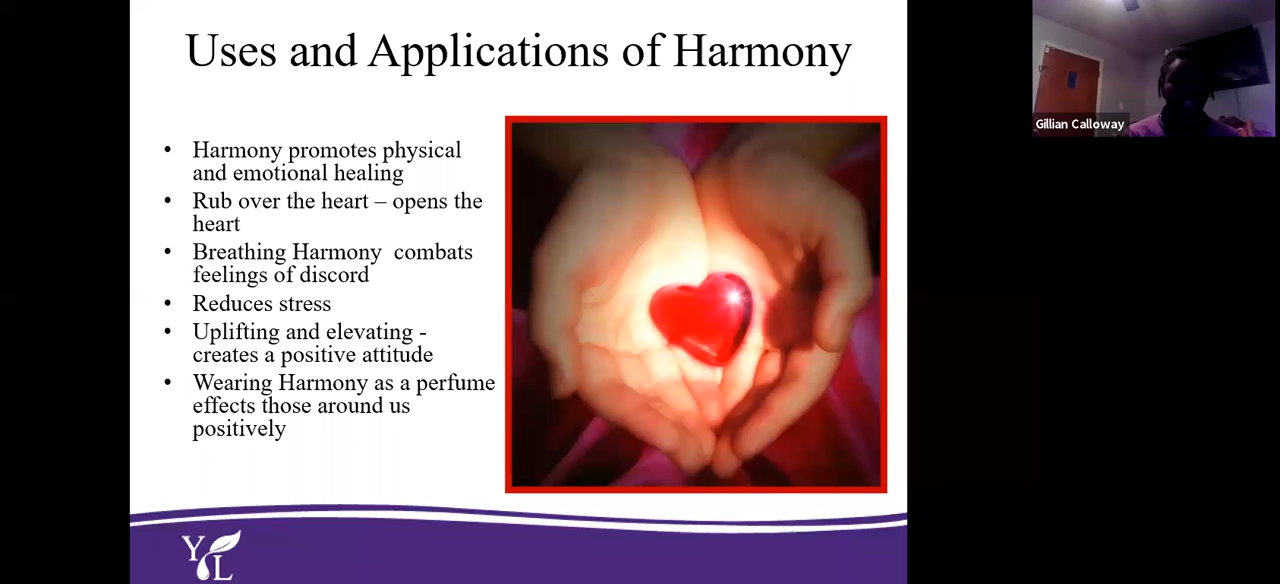 Uses and Applications of Harmony
Gillian Calloway
• Harmony promotes physical
and emotional healing
• Rub over the heart – opens the
heart
• Breathing Harmony  combats
feelings of discord
• Reduces stress
• Uplifting and elevating -
creates a positive attitude
• Wearing Harmony as a perfume
effects those around us
positively
YL